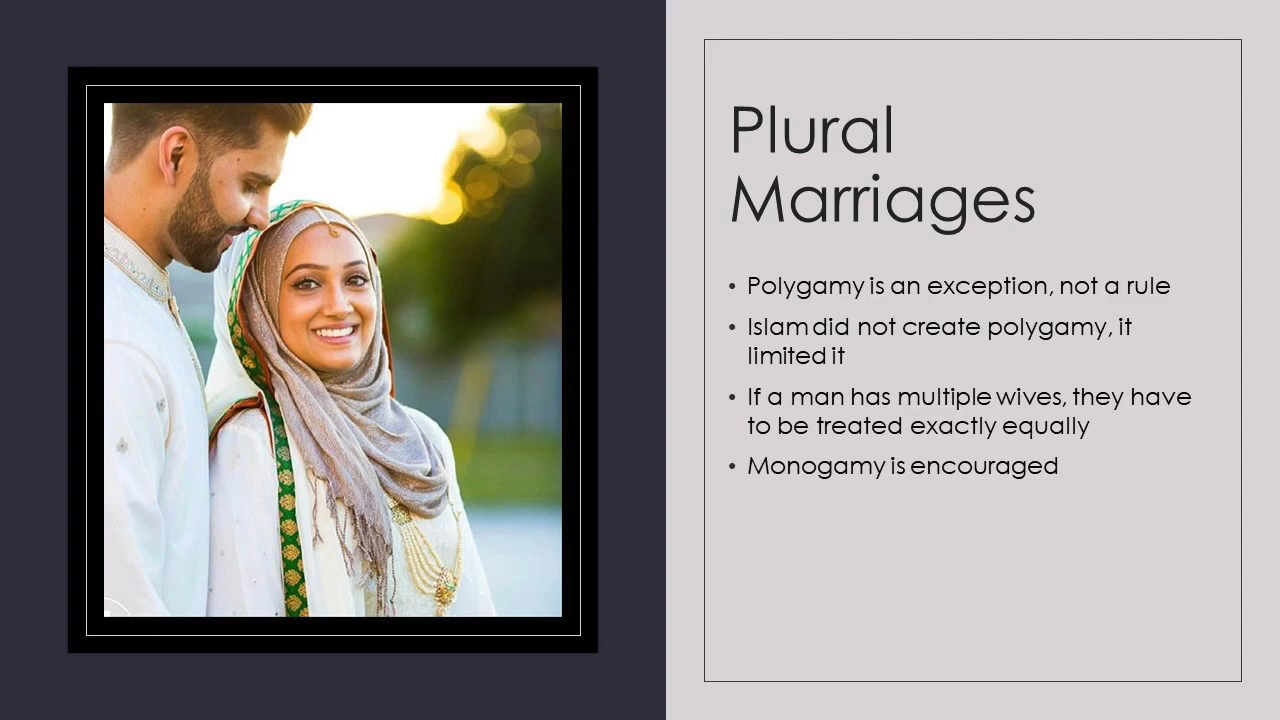 Plural
Marriages
• Polygamy is an exception, not a rule
• Islam did not create polygamy, it
limited it
• If a man has multiple wives, they have
to be treated exactly equally
• Monogamy is encouraged